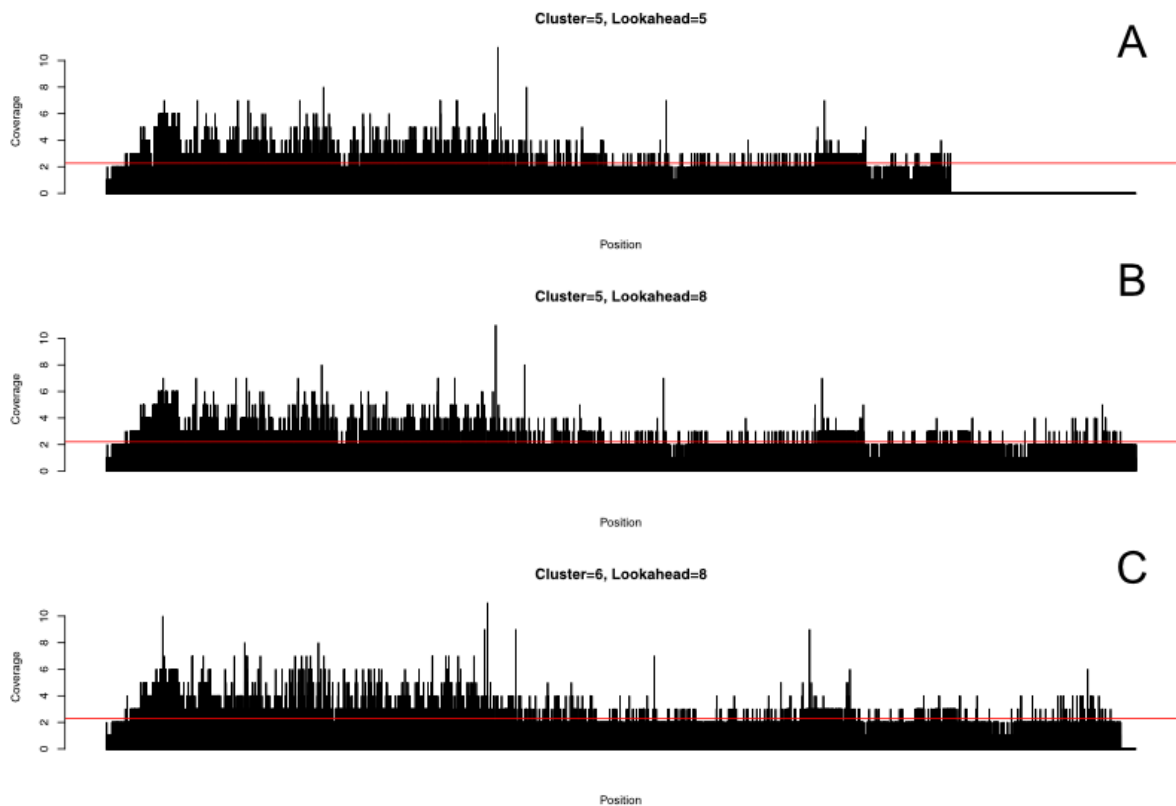 Cluster=5, Lookahead=5
A
Coverage
10
8
6
4
2
0
Position
Cluster=5, Lookahead=8
B
Coverage
10
8
6
4
2
0
Position
Cluster=6, Lookahead=8
C
Coverage
10
8
6
4
2
0
Position